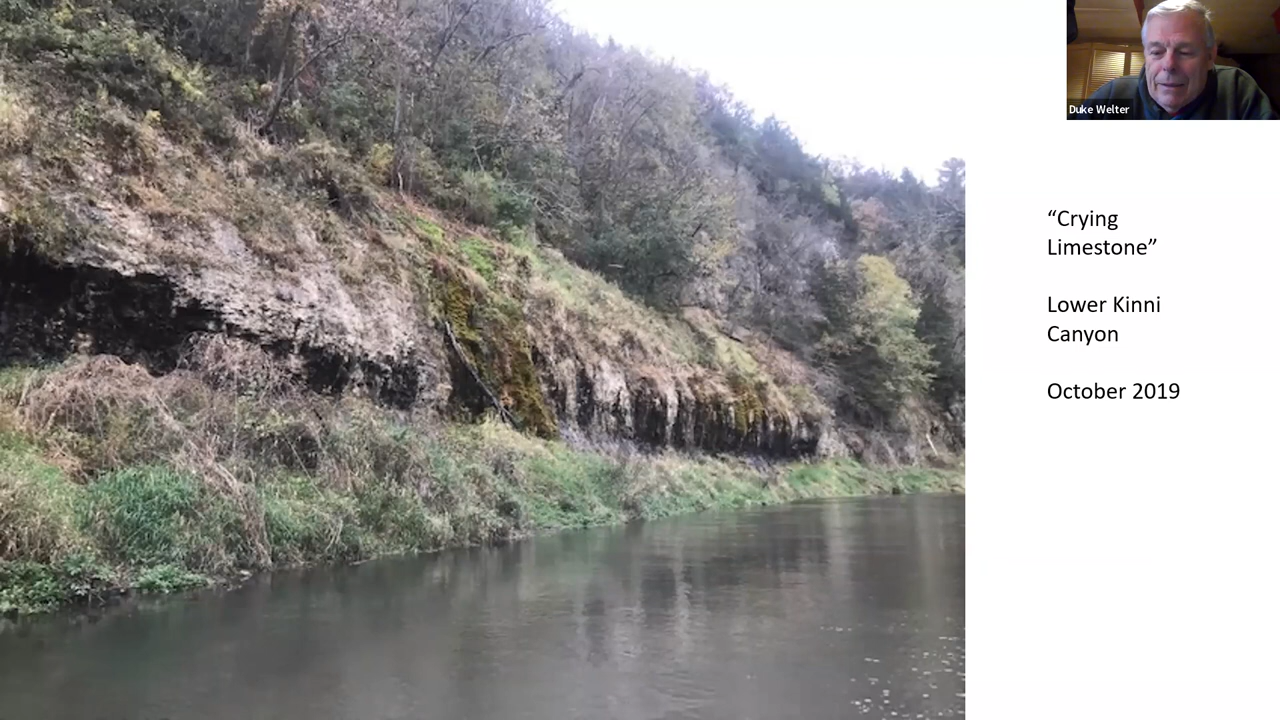 Duke Welter
“Crying
Limestone”
Lower Kinni
Canyon
October 2019